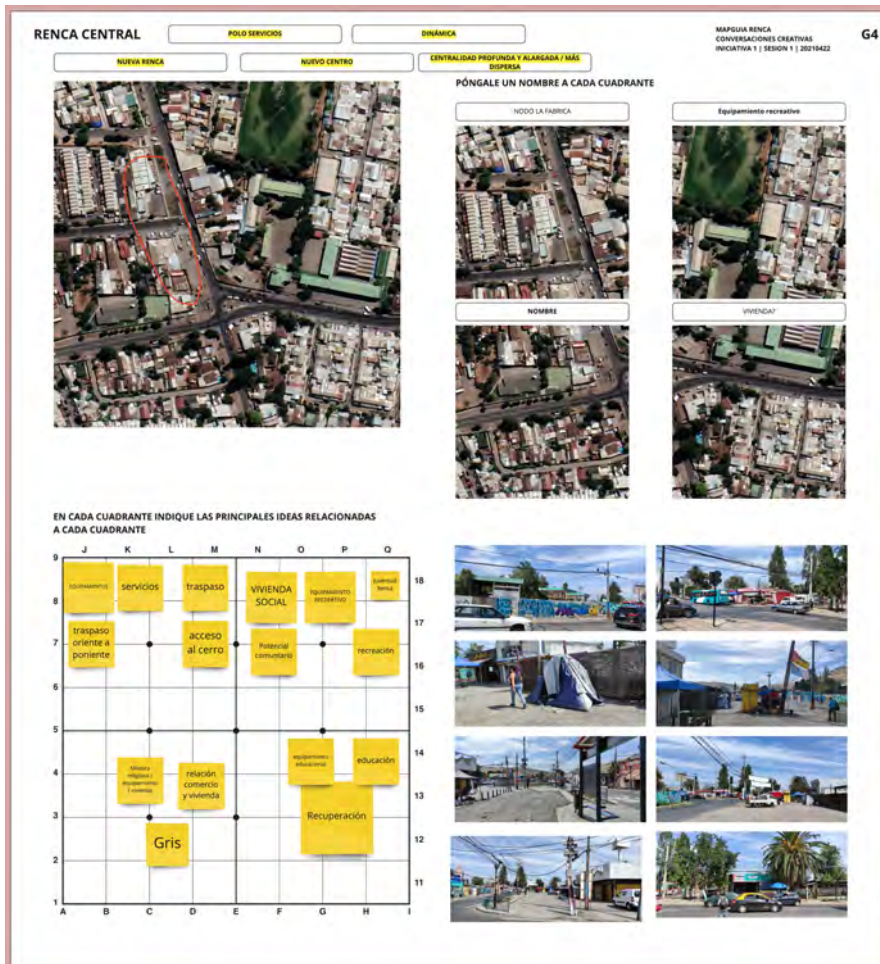 RENCA CENTRAL
POLO SERVICIOS
DINÁMICA
MAPGUIA RENCA
CONVERSACIONES CREATIVAS
INICIATIVA 1 | SESION 1 | 20210422
G4
NUEVA RENCA
NUEVO CENTRO
CENTRALIDAD PROFUNDA Y ALARGADA / MÁS
DISPERSA
PÓNGALE UN NOMBRE A CADA CUADRANTE
NODO LA FABRICA
Equipamiento recreativo
NOMBRE
VIVIENDA?
EN CADA CUADRANTE INDIQUE LAS PRINCIPALES IDEAS RELACIONADAS
A CADA CUADRANTE
J K L M N O P Q
9
8
7
6
5
4
3
2
1
18
17
16
15
14
13
12
11
A B C D E F G H I
EQUIPAMIENTOS
servicios
traspaso
VIVIENDA
SOCIAL
EQUIPAMIENTO
RECREATIVO
traspaso
oriente a
poniente
acceso
al cerro
Potencial
comunitario
recreación
relación
comercio
y vivienda
educación
Gris
Recuperación